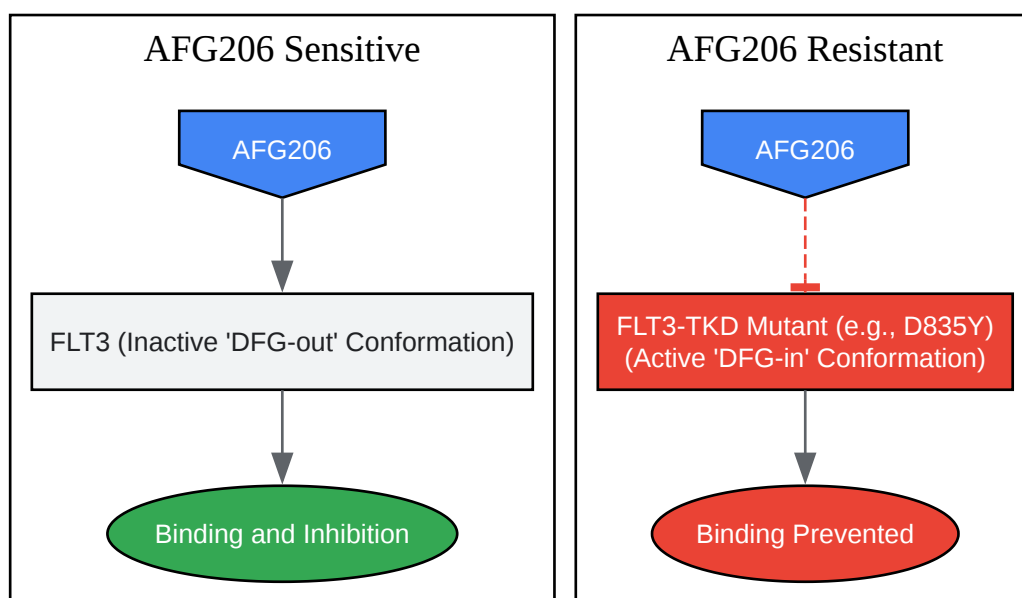 AFG206 Sensitive
AFG206
FLT3 (Inactive 'DFG-out' Conformation)
Binding and Inhibition
AFG206 Resistant
AFG206
FLT3-TKD Mutant (e.g., D835Y)
(Active 'DFG-in' Conformation)
Binding Prevented